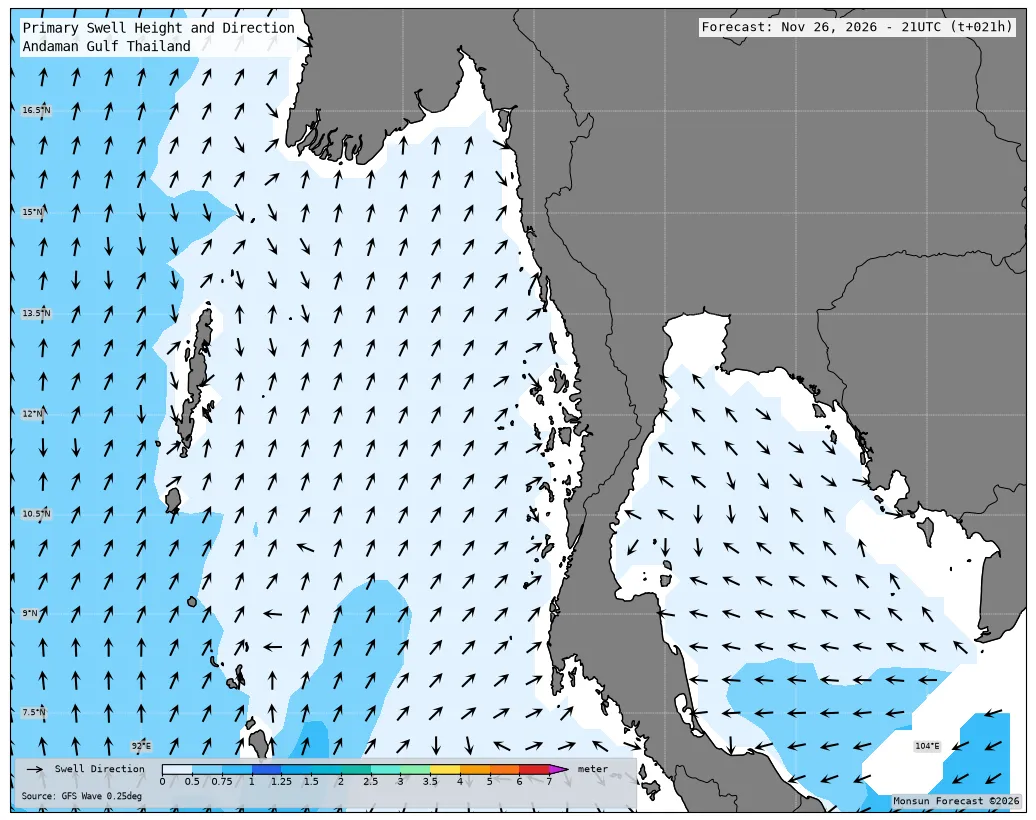 Primary Swell Height and Direction
Andaman Gulf Thailand
Forecast: Nov 26, 2026 - 21UTC (t+021h)
16.5°N
15°N
13.5°N
12°N
10.5°N
9°N
7.5°N
92°E
104°E
Swell Direction
0 0.5 0.75 1 1.25 1.5 2 2.5 3 3.5 4 4.5 5 6 7
meter
Source: GFS Wave 0.25deg
Monsun Forecast ©2026